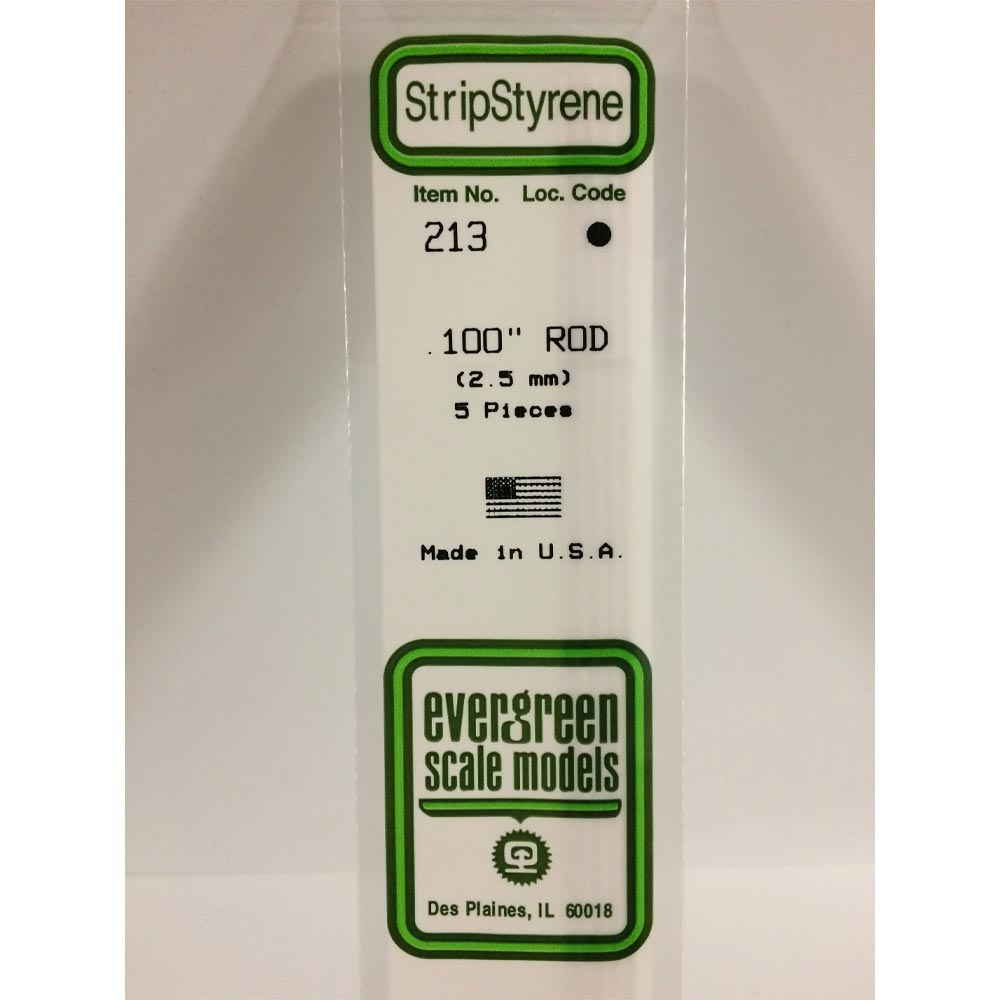 StripStyrene
Item No. Loc. Code
213 ●
.100" ROD
(2.5 mm)
5 Pieces
Made in U.S.A.
evergreen
scale models
Des Plaines, IL 60018